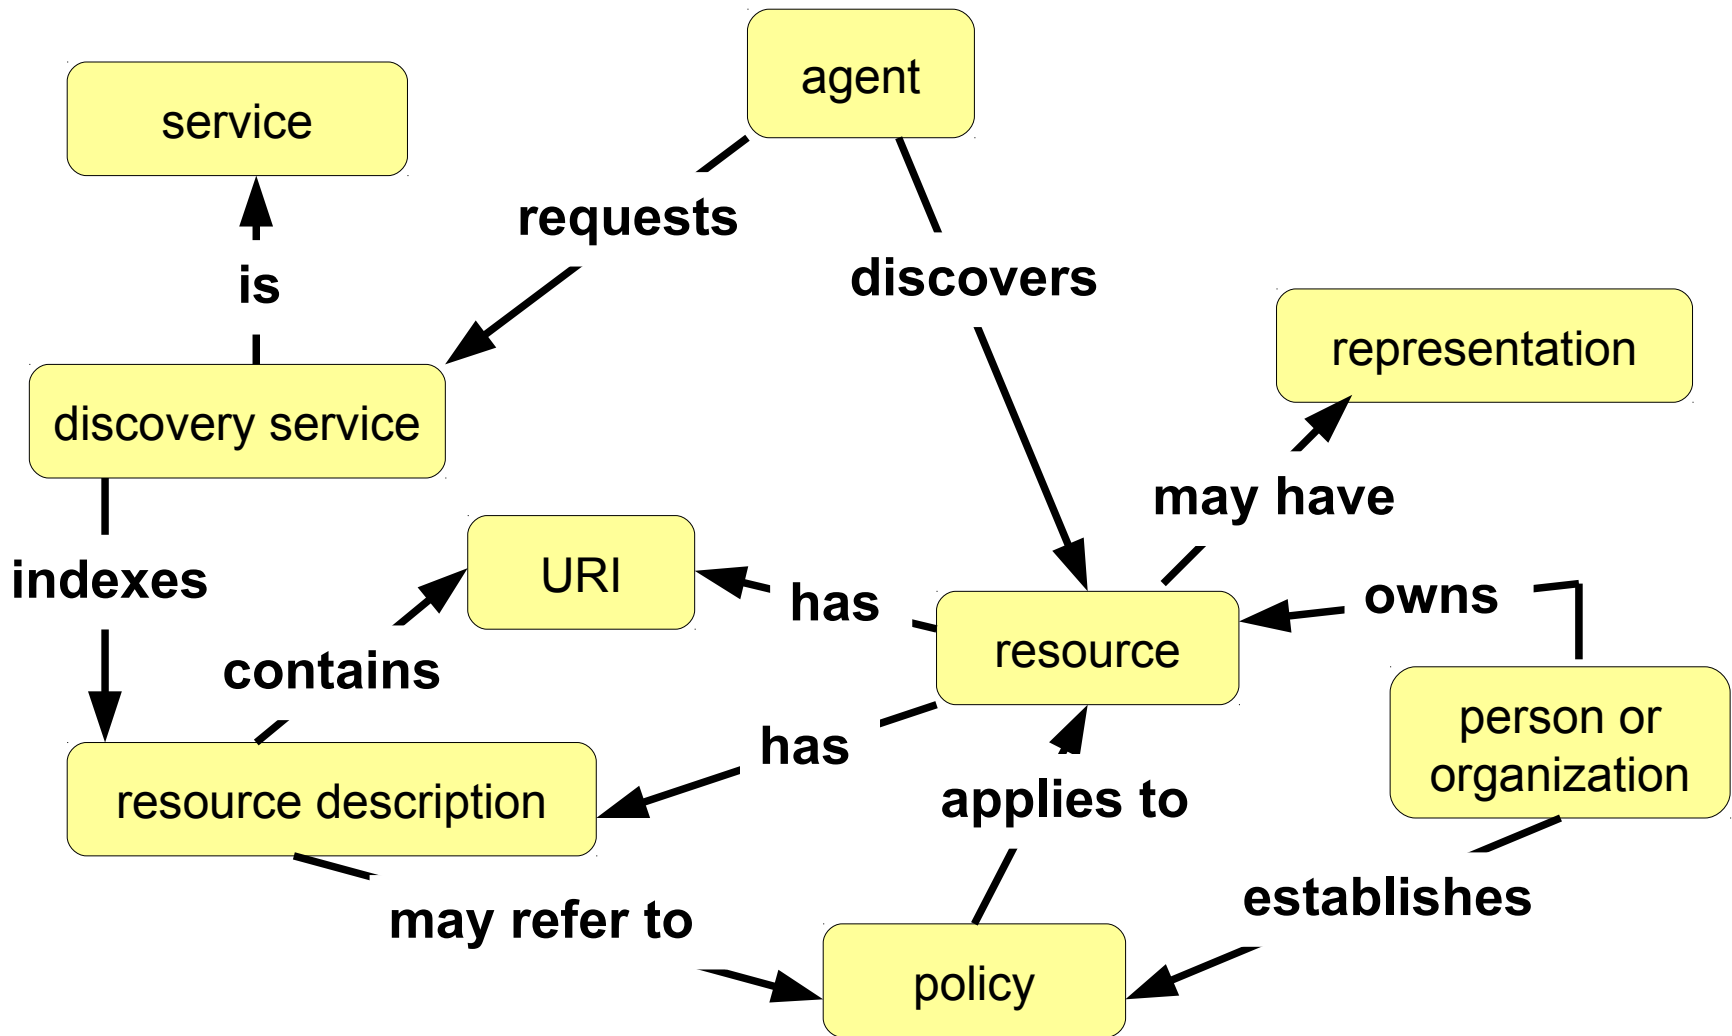 agent
service
requests
discovers
is
representation
discovery service
may have
URI
indexes
has
owns
contains
resource
person or
organization
has
resource description
applies to
establishes
may refer to
policy